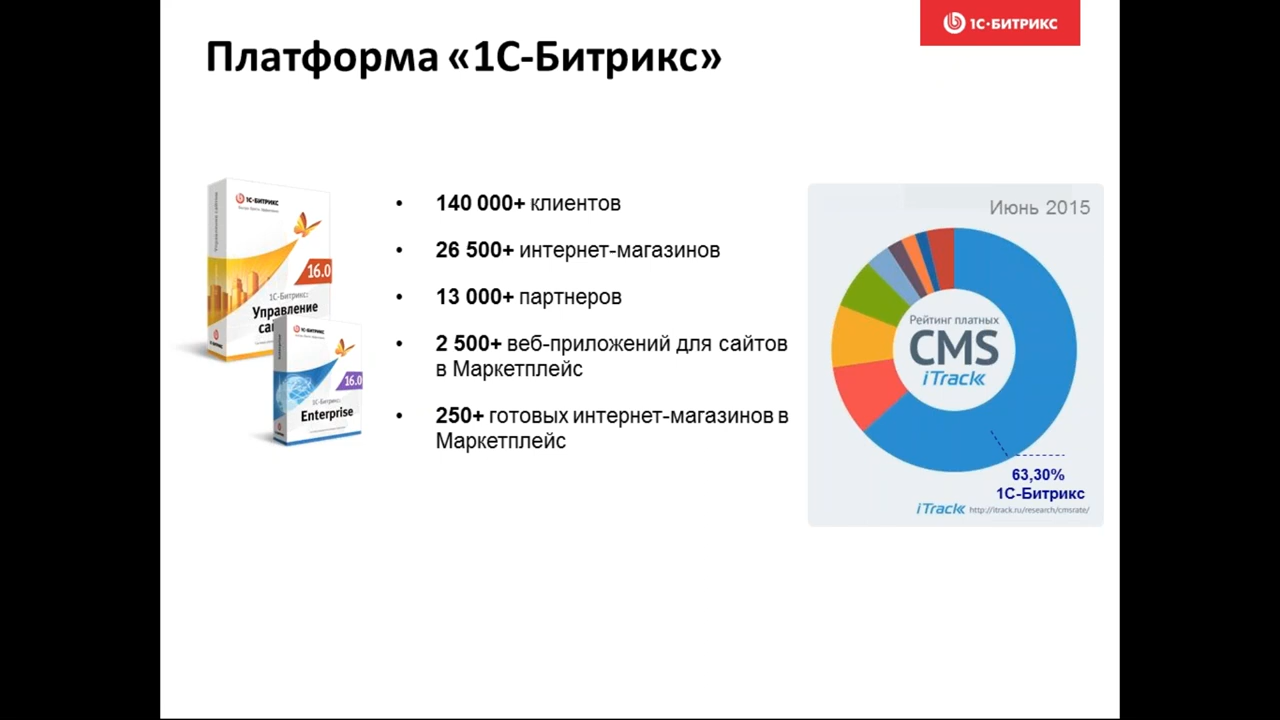 1С-БИТРИКС
Платформа «1С-Битрикс»
1С-БИТРИКС
16.0
1С-Битрикс:
Управление
1С-БИТРИКС
16.0
1С-Битрикс:
Enterprise
• 140 000+ клиентов
• 26 500+ интернет-магазинов
• 13 000+ партнеров
• 2 500+ веб-приложений для сайтов
в Маркетплейс
• 250+ готовых интернет-магазинов в
Маркетплейс
Июнь 2015
Рейтинг платных
CMS
iTrack
63,30%
1С-Битрикс
iTrack http://itrack.ru/research/cmsrate/